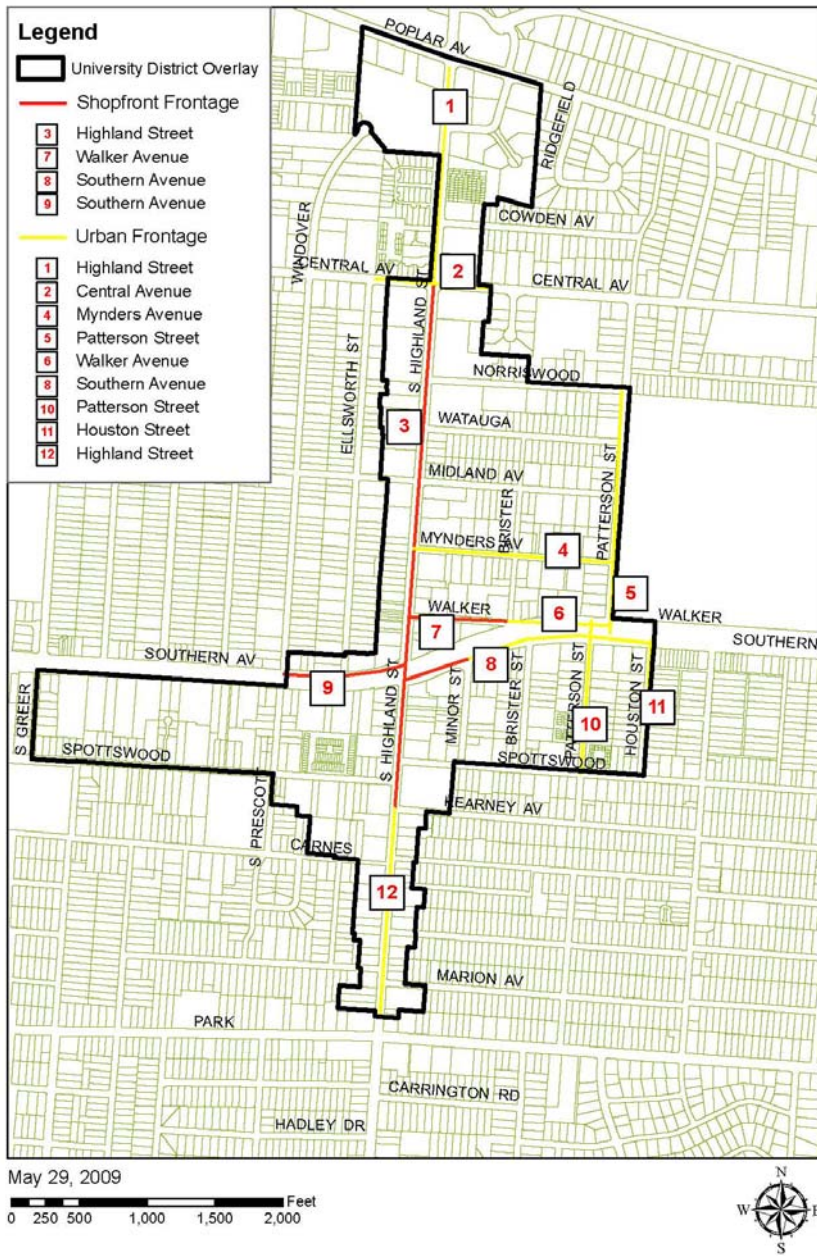 Legend
University District Overlay
Shopfront Frontage
3 Highland Street
7 Walker Avenue
8 Southern Avenue
9 Southern Avenue
Urban Frontage
1 Highland Street
2 Central Avenue
4 Mynders Avenue
5 Patterson Street
6 Walker Avenue
8 Southern Avenue
10 Patterson Street
11 Houston Street
12 Highland Street
POPLAR AV
1
RIDGEFIELD
WINDOVER
COWDEN AV
CENTRAL AV
2
CENTRAL AV
S HIGHLAND ST
ELLSWORTH ST
NORRISWOOD
3
WATAUGA
MIDLAND AV
BRISTER
PATTERSON ST
MYNDERS AV
4
5
WALKER
6
WALKER
7
SOUTHERN
SOUTHERN AV
8
9
S HIGHLAND ST
MINOR ST
BRISTER ST
PATTERSON ST
HOUSTON ST
10
11
S GREER
SPOTTSWOOD
SPOTTSWOOD
S PRESCOTT
KEARNEY AV
CARNES
12
MARION AV
PARK
CARRINGTON RD
HADLEY DR
May 29, 2009
Feet
0 250 500 1,000 1,500 2,000
N
W E
S